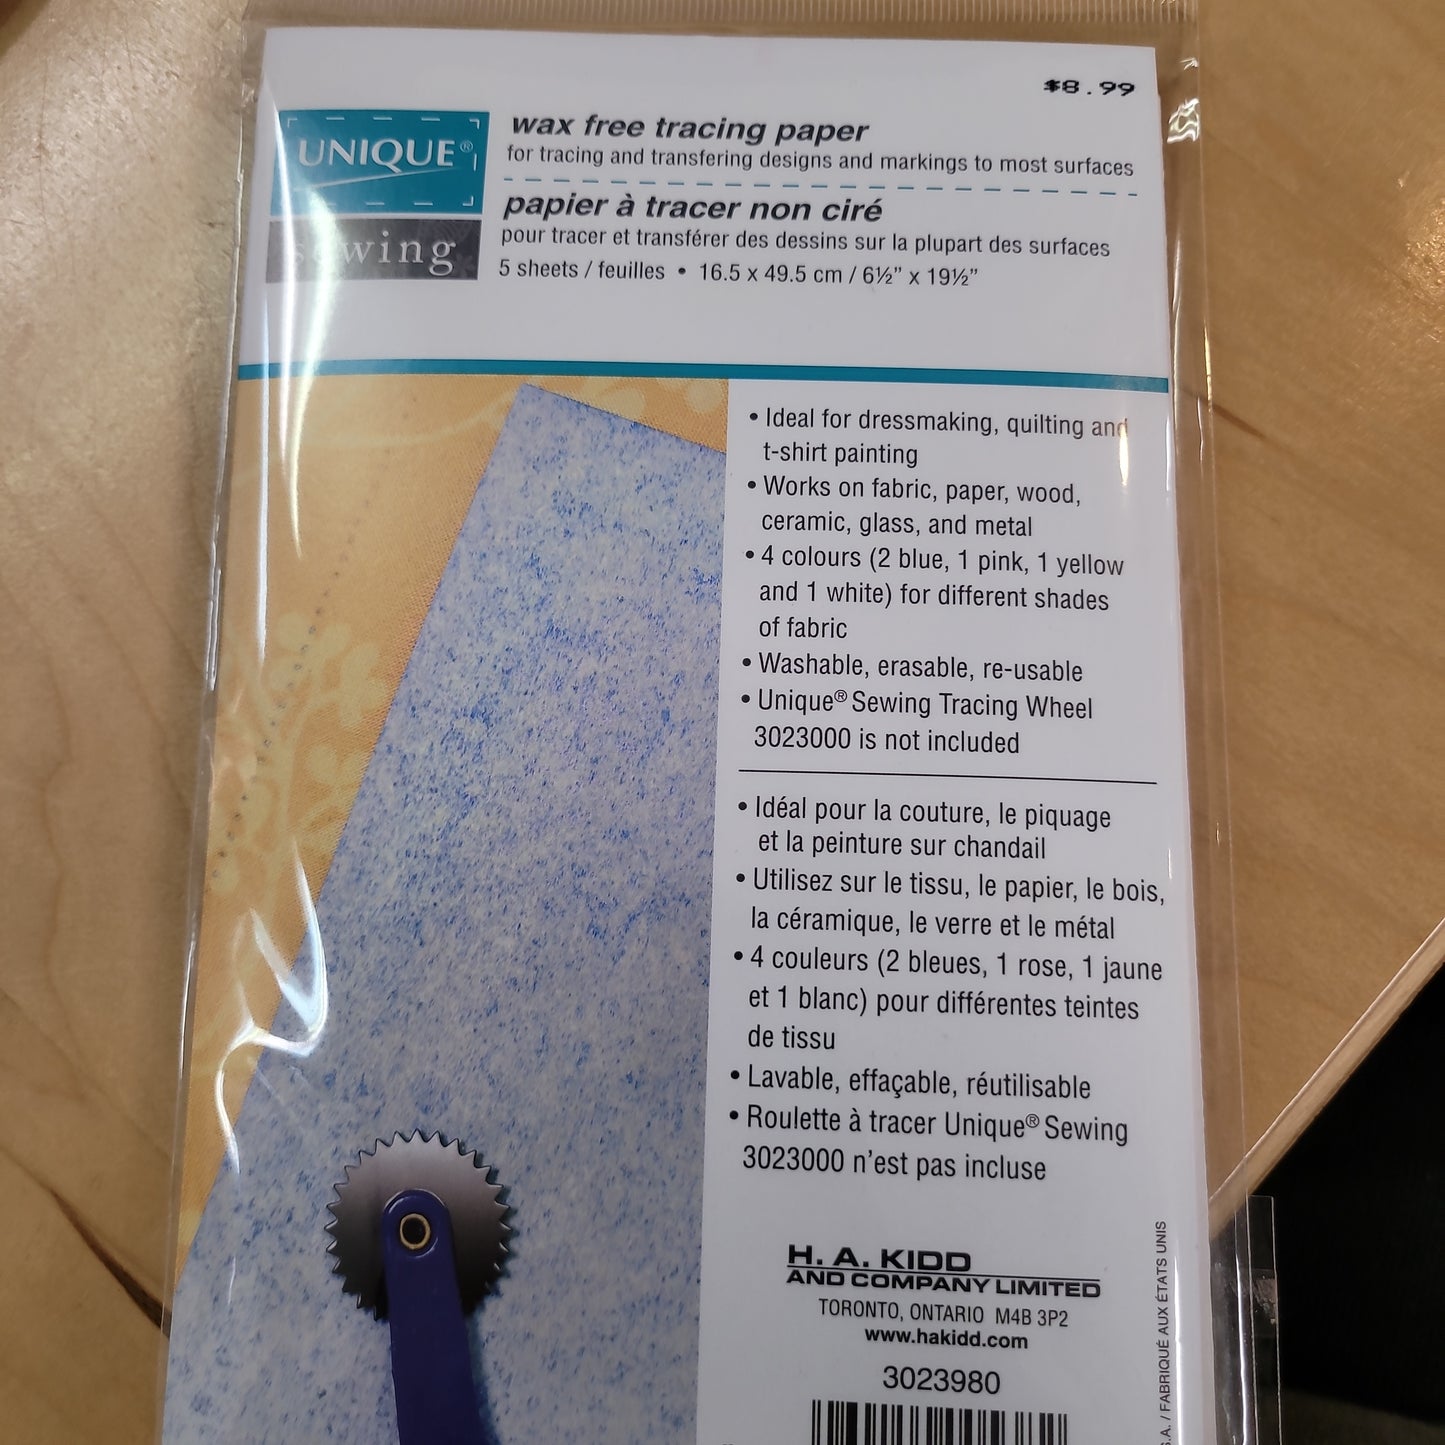 $8.99
UNIQUE®
sewing
wax free tracing paper
for tracing and transfering designs and markings to most surfaces
papier à tracer non ciré
pour tracer et transférer des dessins sur la plupart des surfaces
5 sheets / feuilles • 16.5 x 49.5 cm / 6½” x 19½”
• Ideal for dressmaking, quilting and
t-shirt painting
• Works on fabric, paper, wood,
ceramic, glass, and metal
• 4 colours (2 blue, 1 pink, 1 yellow
and 1 white) for different shades
of fabric
• Washable, erasable, re-usable
• Unique® Sewing Tracing Wheel
3023000 is not included
• Idéal pour la couture, le piquage
et la peinture sur chandail
• Utilisez sur le tissu, le papier, le bois,
la céramique, le verre et le métal
• 4 couleurs (2 bleues, 1 rose, 1 jaune
et 1 blanc) pour différentes teintes
de tissu
• Lavable, effaçable, réutilisable
• Roulette à tracer Unique® Sewing
3023000 n’est pas incluse
H. A. KIDD
AND COMPANY LIMITED
TORONTO, ONTARIO M4B 3P2
www.hakidd.com
3023980
.A. / FABRIQUÉ AUX ÉTATS UNIS